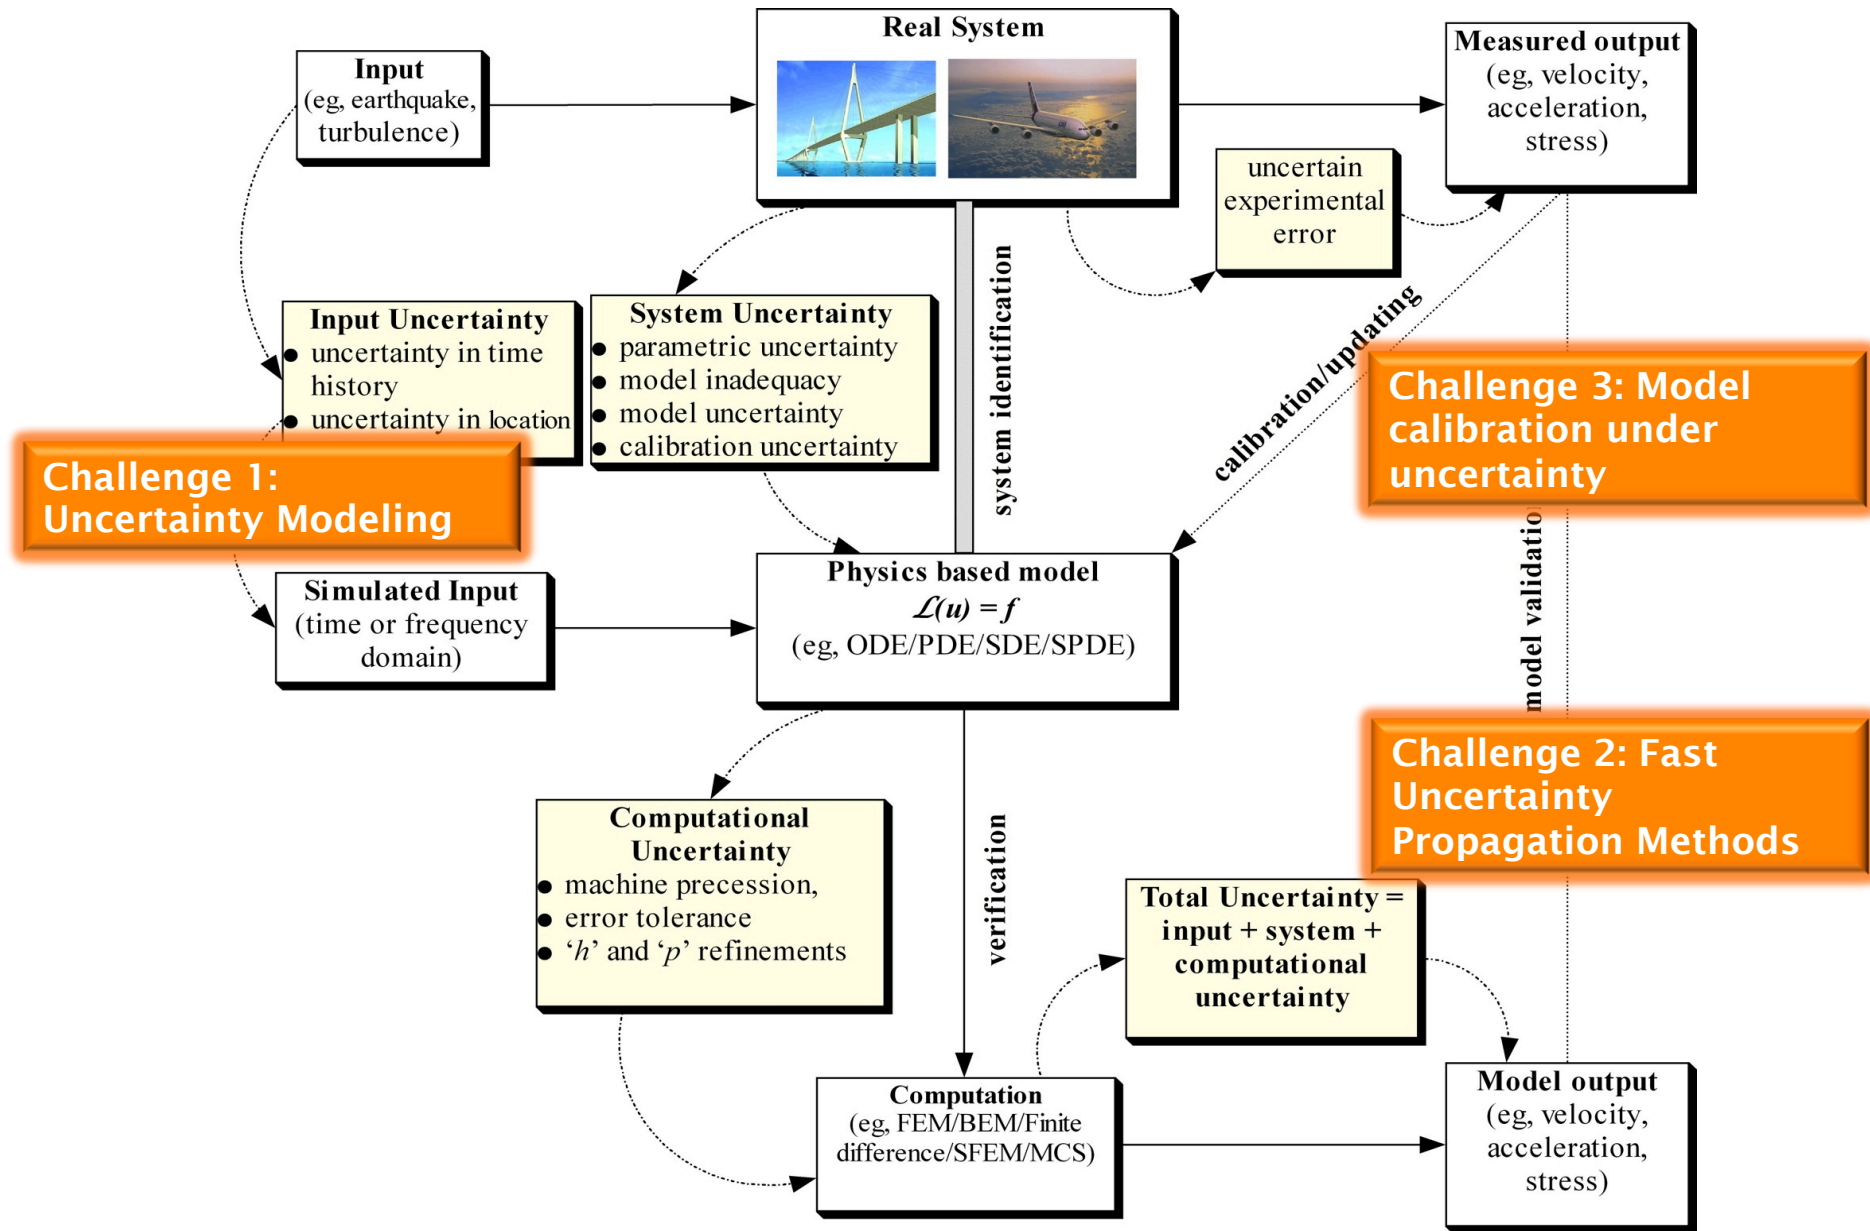 Real System
Input
(eg, earthquake,
turbulence)
Measured output
(eg, velocity,
acceleration,
stress)
uncertain
experimental
error
Input Uncertainty
● uncertainty in time
history
● uncertainty in location
System Uncertainty
● parametric uncertainty
● model inadequacy
● model uncertainty
● calibration uncertainty
system identification
calibration/updating
Challenge 3: Model
calibration under
uncertainty
Challenge 1:
Uncertainty Modeling
model validatio
Simulated Input
(time or frequency
domain)
Physics based model
ℒ(u) = f
(eg, ODE/PDE/SDE/SPDE)
Challenge 2: Fast
Uncertainty
Propagation Methods
Computational
Uncertainty
● machine precession,
● error tolerance
● ‘h’ and ‘p’ refinements
verification
Total Uncertainty =
input + system +
computational
uncertainty
Computation
(eg, FEM/BEM/Finite
difference/SFEM/MCS)
Model output
(eg, velocity,
acceleration,
stress)